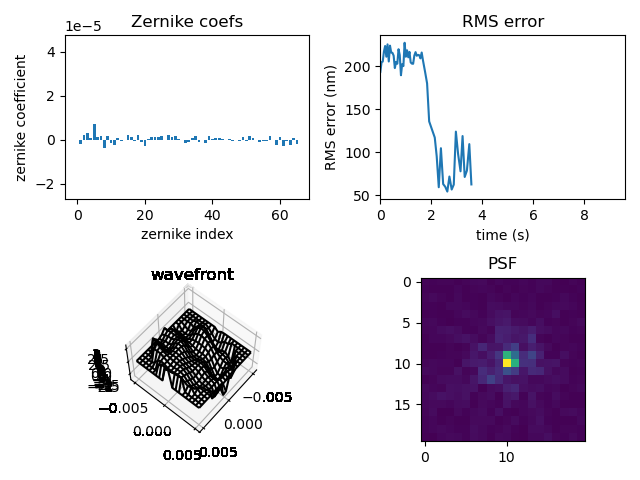 Zernike coefs
1e−5
zernike coefficient
4
2
0
−2
0 20 40 60
zernike index
RMS error
RMS error (nm)
200
150
100
50
0 2 4 6 8
time (s)
wavefront
−0.005
0.000
0.005
−0.005
0.000
0.005
PSF
0
5
10
15
0 10